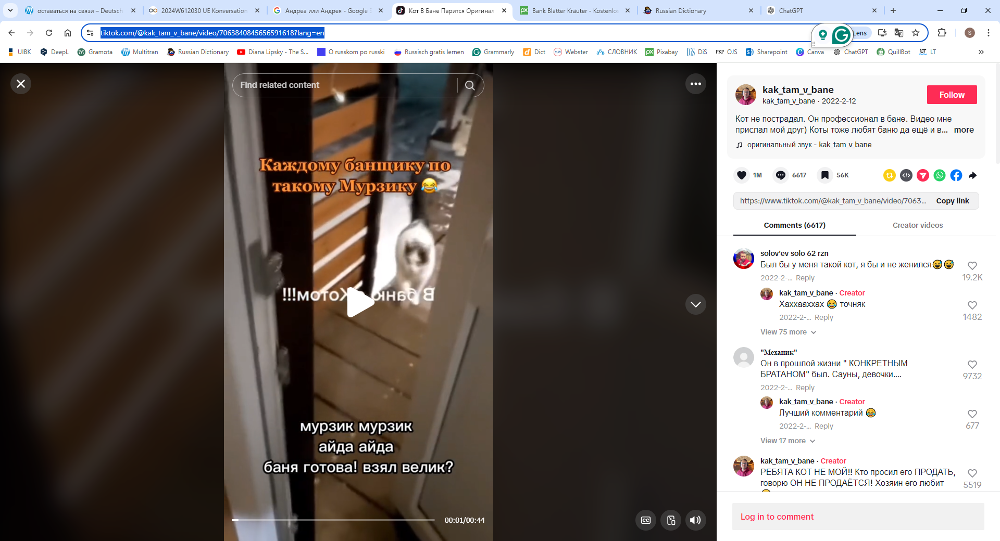 оставаться на связи – Deutsch
2024W612030 UE Konversation
Андреа или Андрея - Google S
Кот В Бане Парится Оригинал
Bank Blätter Kräuter - Kostenlos
Russian Dictionary
ChatGPT
tiktok.com/@kak_tam_v_bane/video/7063840845656591618?lang=en
Lens
S
UIBK
DeepL
Gramota
Multitran
Russian Dictionary
Diana Lipsky - The S...
O russkom po russki
Russisch gratis lernen
Grammarly
Dict
Webster
СЛОВНИК
Pixabay
DiS
OJS
Sharepoint
Canva
ChatGPT
QuillBot
LT
Find related content
Каждому банщику по
такому Мурзику 😂
В баню с Котом!!!
мурзик мурзик
айда айда
баня готова! взял велик?
00:01/00:44
kak_tam_v_bane
kak_tam_v_bane · 2022-2-12
Follow
Кот не пострадал. Он профессионал в бане. Видео мне
прислал мой друг) Коты тоже любят баню да ещё и в... more
оригинальный звук - kak_tam_v_bane
1M
6617
56K
https://www.tiktok.com/@kak_tam_v_bane/video/7063... Copy link
Comments (6617)
Creator videos
solov'ev solo 62 rzn
Был бы у меня такой кот, я бы и не женился😅😅
2022-2-... Reply
19.2K
kak_tam_v_bane · Creator
Хаххааххах 😂 точняк
2022-2-... Reply
1482
View 75 more
"Механик"
Он в прошлой жизни " КОНКРЕТНЫМ
БРАТАНОМ" был. Сауны, девочки....
2022-2-... Reply
9732
kak_tam_v_bane · Creator
Лучший комментарий 😂
2022-2-... Reply
677
View 17 more
kak_tam_v_bane · Creator
РЕБЯТА КОТ НЕ МОЙ!! Кто просил его ПРОДАТЬ,
говорю ОН НЕ ПРОДАЁТСЯ! Хозяин его любит
5519
Log in to comment